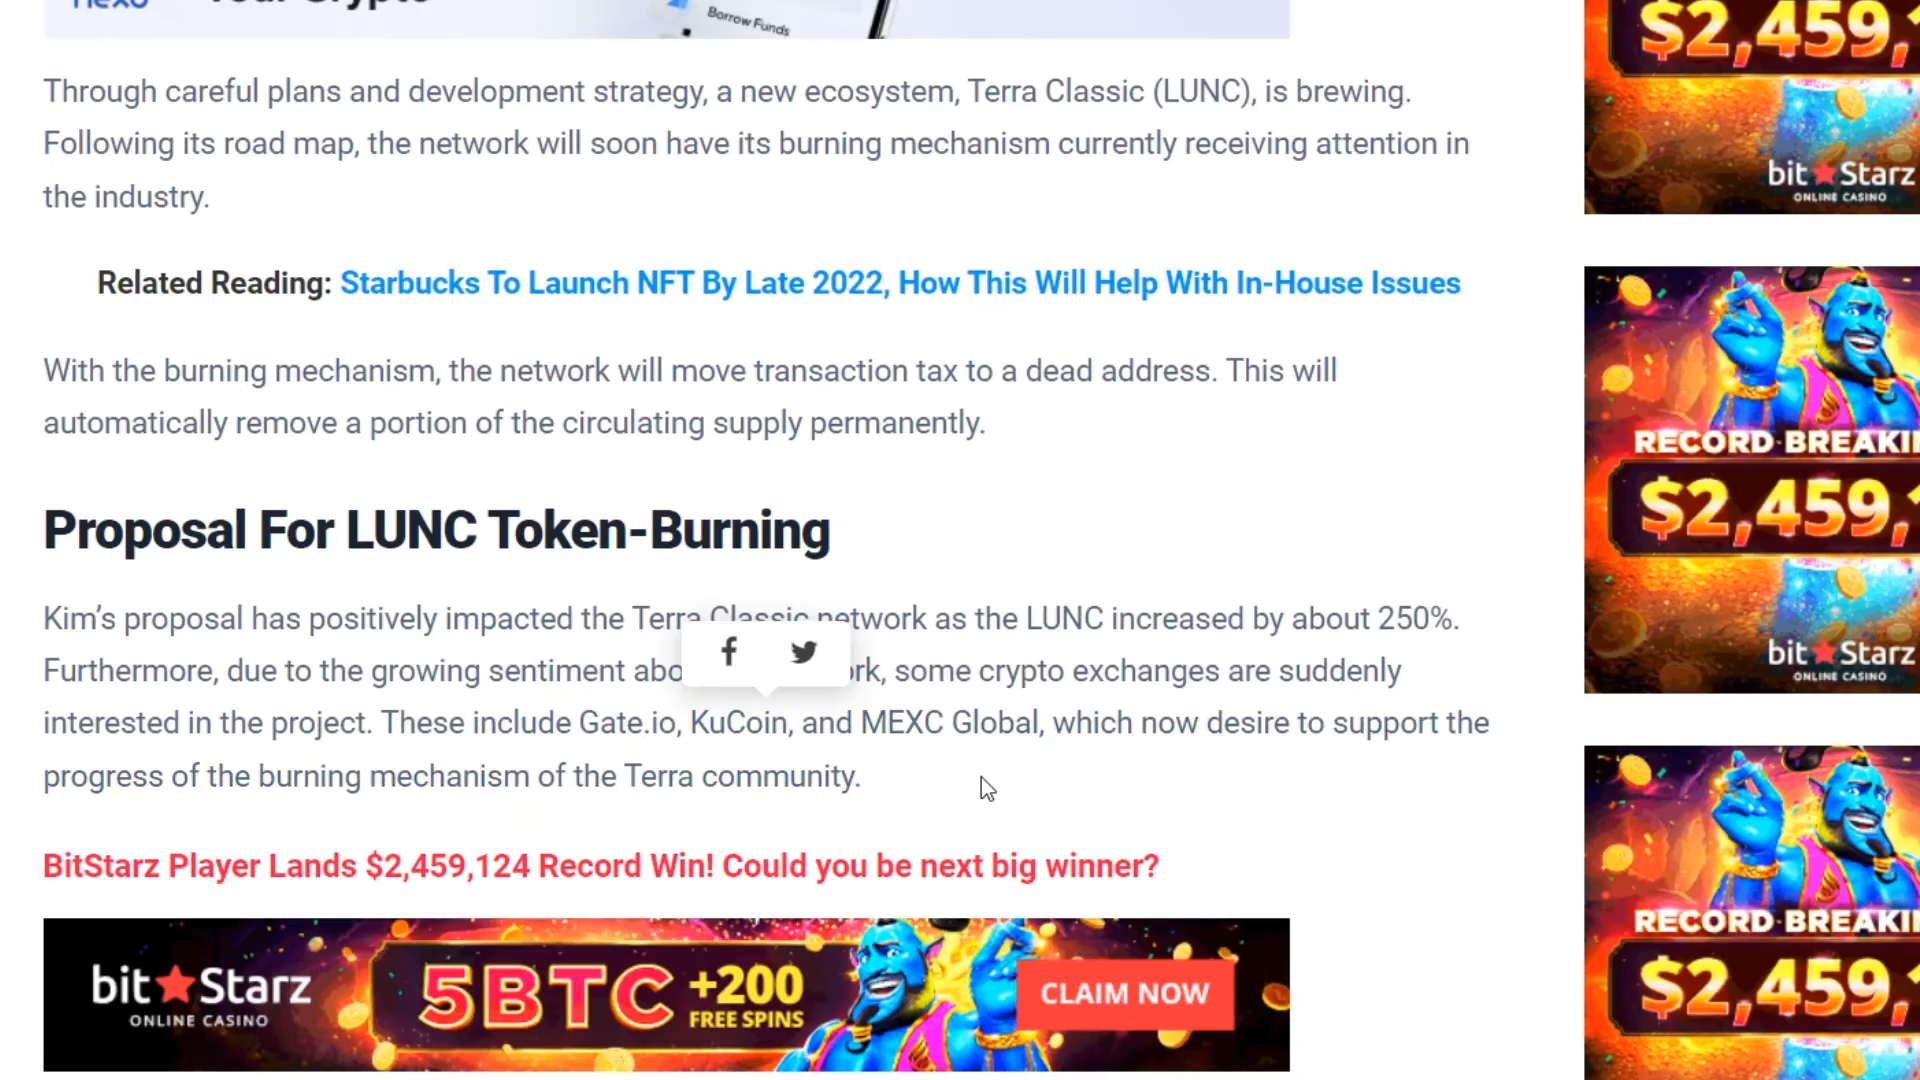 Borrow Funds
Through careful plans and development strategy, a new ecosystem, Terra Classic (LUNC), is brewing.
Following its road map, the network will soon have its burning mechanism currently receiving attention in
the industry.
Related Reading: Starbucks To Launch NFT By Late 2022, How This Will Help With In-House Issues
With the burning mechanism, the network will move transaction tax to a dead address. This will
automatically remove a portion of the circulating supply permanently.
Proposal For LUNC Token-Burning
Kim's proposal has positively impacted the Terra Classic network as the LUNC increased by about 250%.
Furthermore, due to the growing sentiment some crypto exchanges are suddenly
interested in the project. These include Gate.io, KuCoin, and MEXC Global, which now desire to support the
progress of the burning mechanism of the Terra community.
BitStarz Player Lands $2,459,124 Record Win! Could you be next big winner?
bit Starz
ONLINE CASINO
5BTC
+200
FREE SPINS
CLAIM NOW
$2,459,
bit Starz
ONLINE CASINO
RECORD BREAKI
$2,459,
bit Starz
ONLINE CASINO
RECORD BREAKI
$2,459,